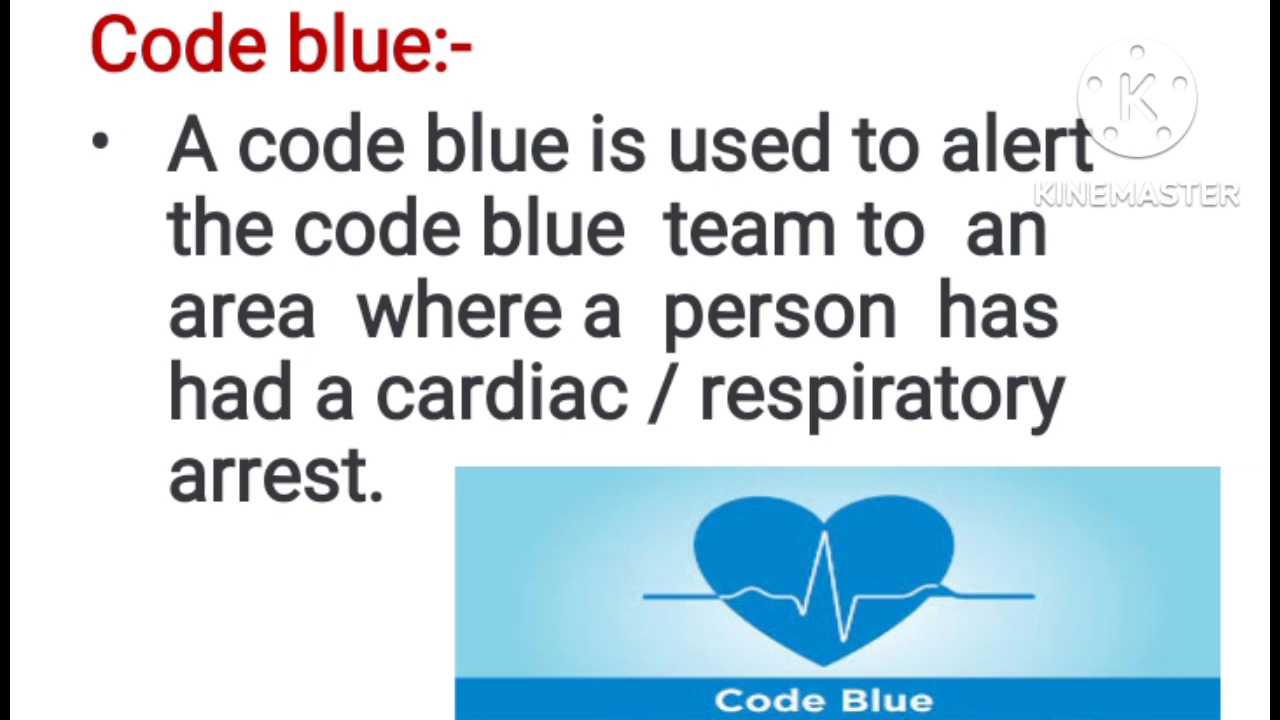 Code blue:-
• A code blue is used to alert
the code blue team to an
area where a person has
had a cardiac / respiratory
arrest.
K
KINEMASTER
Code Blue